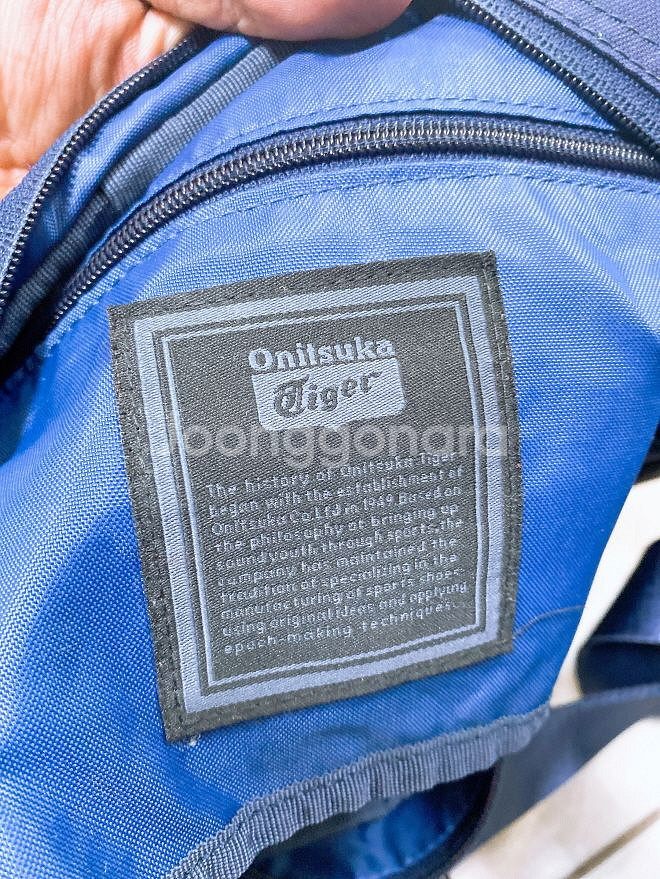 Onitsuka
Tiger
Joonggonara
The history of Onitsuka Tiger
began with the establishment of
Onitsuka Co.Ltd in 1949. Based on
the philosophy of bringing up
sound youth through sports, the
company has maintained the
tradition of specializing in the
manufacturing of sports shoes
using original ideas and applying
epoch-making techniques.